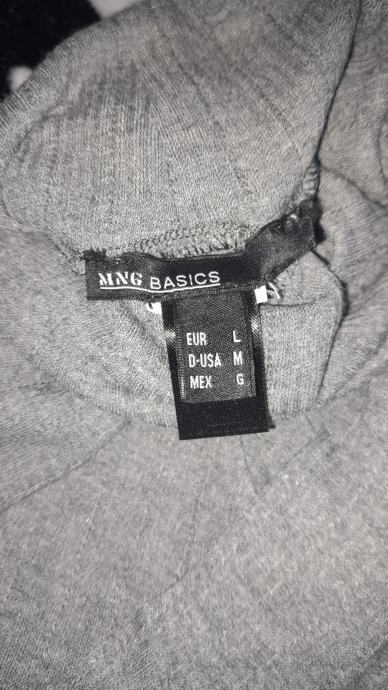 MNG BASICS
EUR L
D-USA M
MEX G